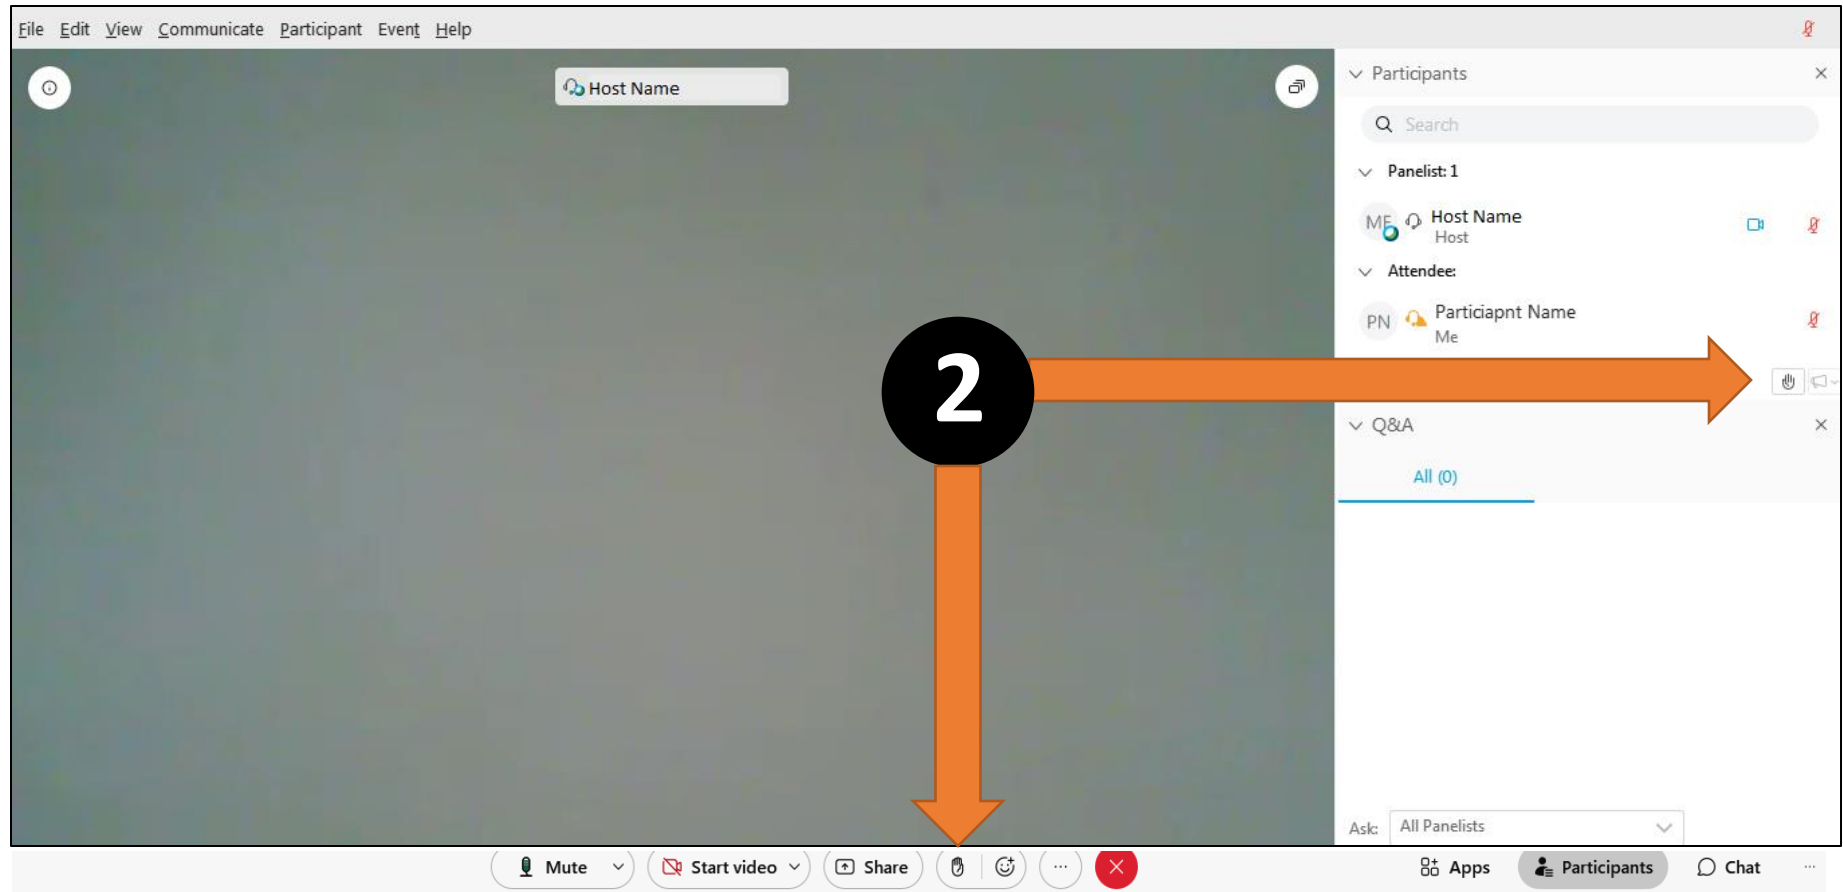 File Edit View Communicate Participant Event Help
Host Name
Participants
Search
Panelist: 1
MF Host Name
Host
Attendee:
PN Particiapnt Name
Me
2
Q&A
All (0)
Ask: All Panelists
Mute Start video Share Apps Participants Chat